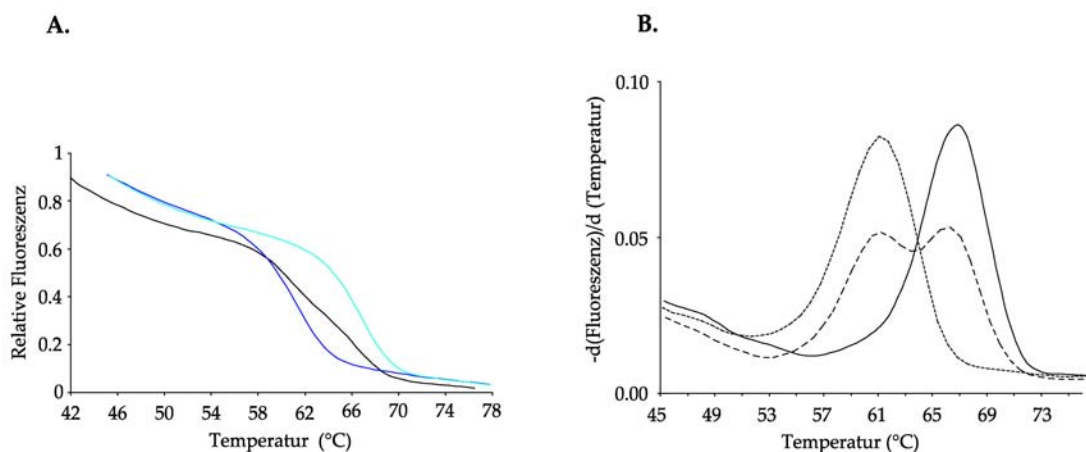 A.
B.
Relative Fluoreszenz
1
0.8
0.6
0.4
0.2
0
42 46 50 54 58 62 66 70 74 78
Temperatur (°C)
-d(Fluoreszenz)/d (Temperatur)
0.10
0.05
0.00
45 49 53 57 61 65 69 73
Temperatur (°C)